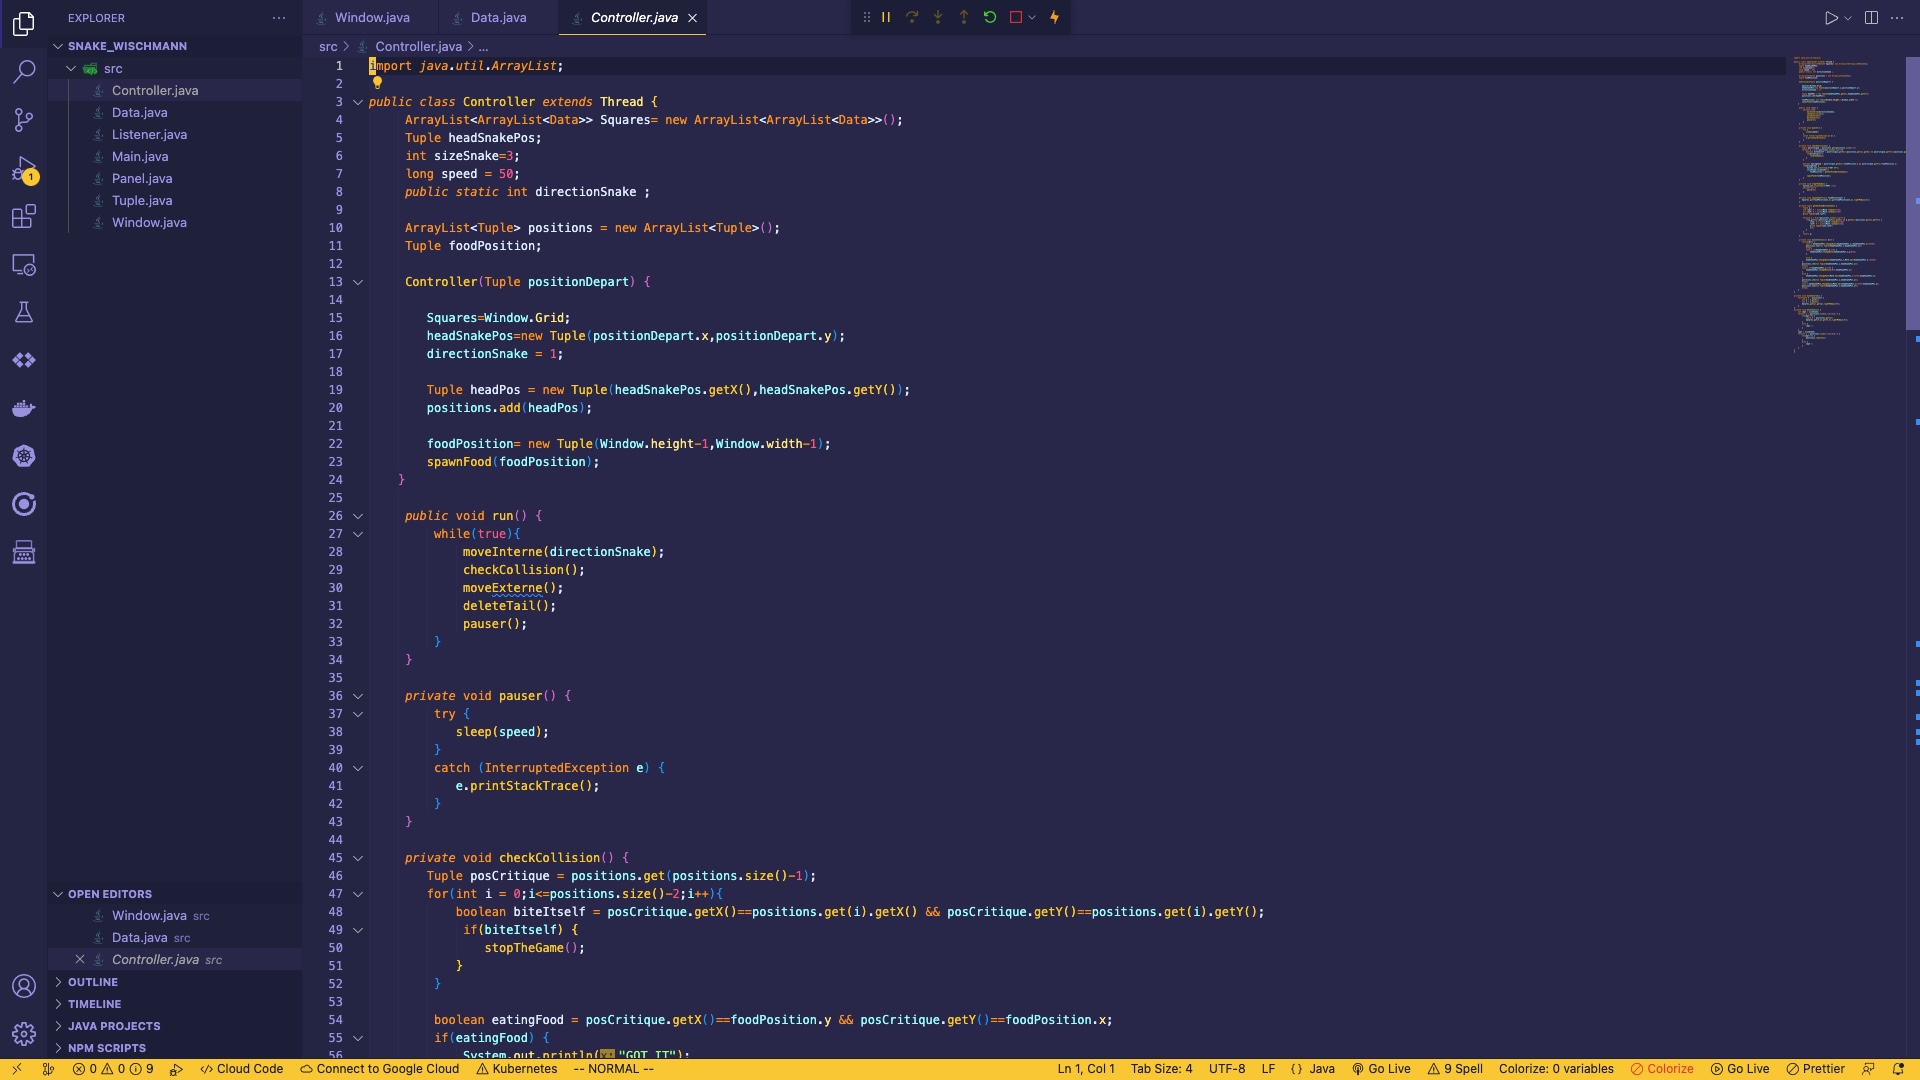 EXPLORER
SNAKE_WISCHMANN
src
Controller.java
Data.java
Listener.java
Main.java
Panel.java
Tuple.java
Window.java
1
OPEN EDITORS
Window.java src
Data.java src
Controller.java src
OUTLINE
TIMELINE
JAVA PROJECTS
NPM SCRIPTS
Window.java Data.java Controller.java
src > Controller.java > ...
1 import java.util.ArrayList;
2
3 public class Controller extends Thread {
4 ArrayList<ArrayList<Data>> Squares= new ArrayList<ArrayList<Data>>();
5 Tuple headSnakePos;
6 int sizeSnake=3;
7 long speed = 50;
8 public static int directionSnake ;
9
10 ArrayList<Tuple> positions = new ArrayList<Tuple>();
11 Tuple foodPosition;
12
13 Controller(Tuple positionDepart) {
14
15 Squares=Window.Grid;
16 headSnakePos=new Tuple(positionDepart.x,positionDepart.y);
17 directionSnake = 1;
18
19 Tuple headPos = new Tuple(headSnakePos.getX(),headSnakePos.getY());
20 positions.add(headPos);
21
22 foodPosition= new Tuple(Window.height-1,Window.width-1);
23 spawnFood(foodPosition);
24 }
25
26 public void run() {
27 while(true){
28 moveInterne(directionSnake);
29 checkCollision();
30 moveExterne();
31 deleteTail();
32 pauser();
33 }
34 }
35
36 private void pauser() {
37 try {
38 sleep(speed);
39 }
40 catch (InterruptedException e) {
41 e.printStackTrace();
42 }
43 }
44
45 private void checkCollision() {
46 Tuple posCritique = positions.get(positions.size()-1);
47 for(int i = 0;i<=positions.size()-2;i++){
48 boolean biteItself = posCritique.getX()==positions.get(i).getX() && posCritique.getY()==positions.get(i).getY();
49 if(biteItself) {
50 stopTheGame();
51 }
52 }
53
54 boolean eatingFood = posCritique.getX()==foodPosition.y && posCritique.getY()==foodPosition.x;
55 if(eatingFood) {
56 System.out.println("GOT IT");
0 0 9 Cloud Code Connect to Google Cloud Kubernetes -- NORMAL -- Ln 1, Col 1 Tab Size: 4 UTF-8 LF {} Java Go Live 9 Spell Colorize: 0 variables Colorize Go Live Prettier